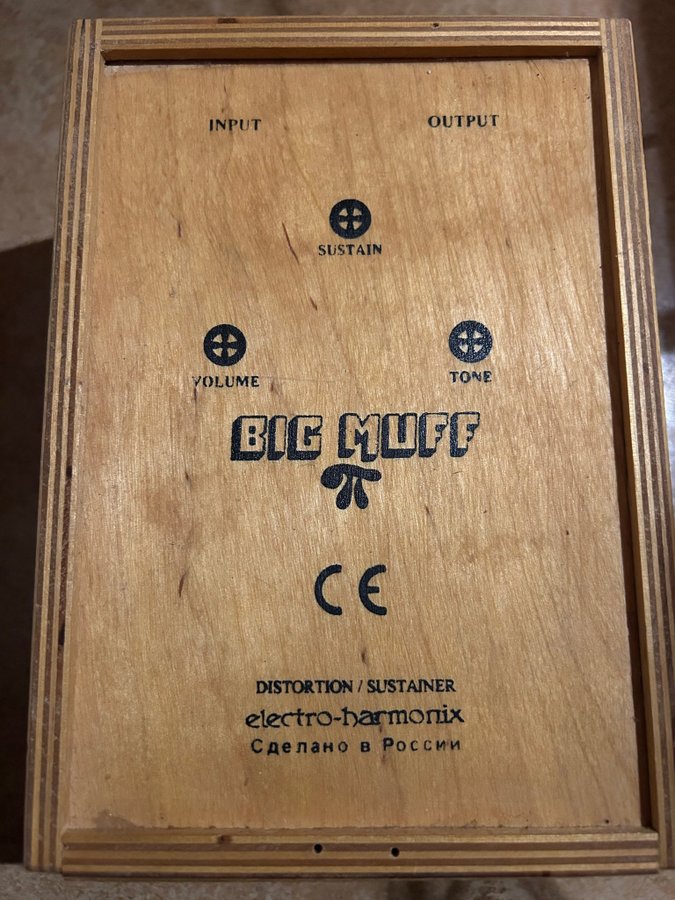 INPUT OUTPUT
SUSTAIN
VOLUME TONE
BIG MUFF
π
CE
DISTORTION / SUSTAINER
electro-harmonix
Сделано в России